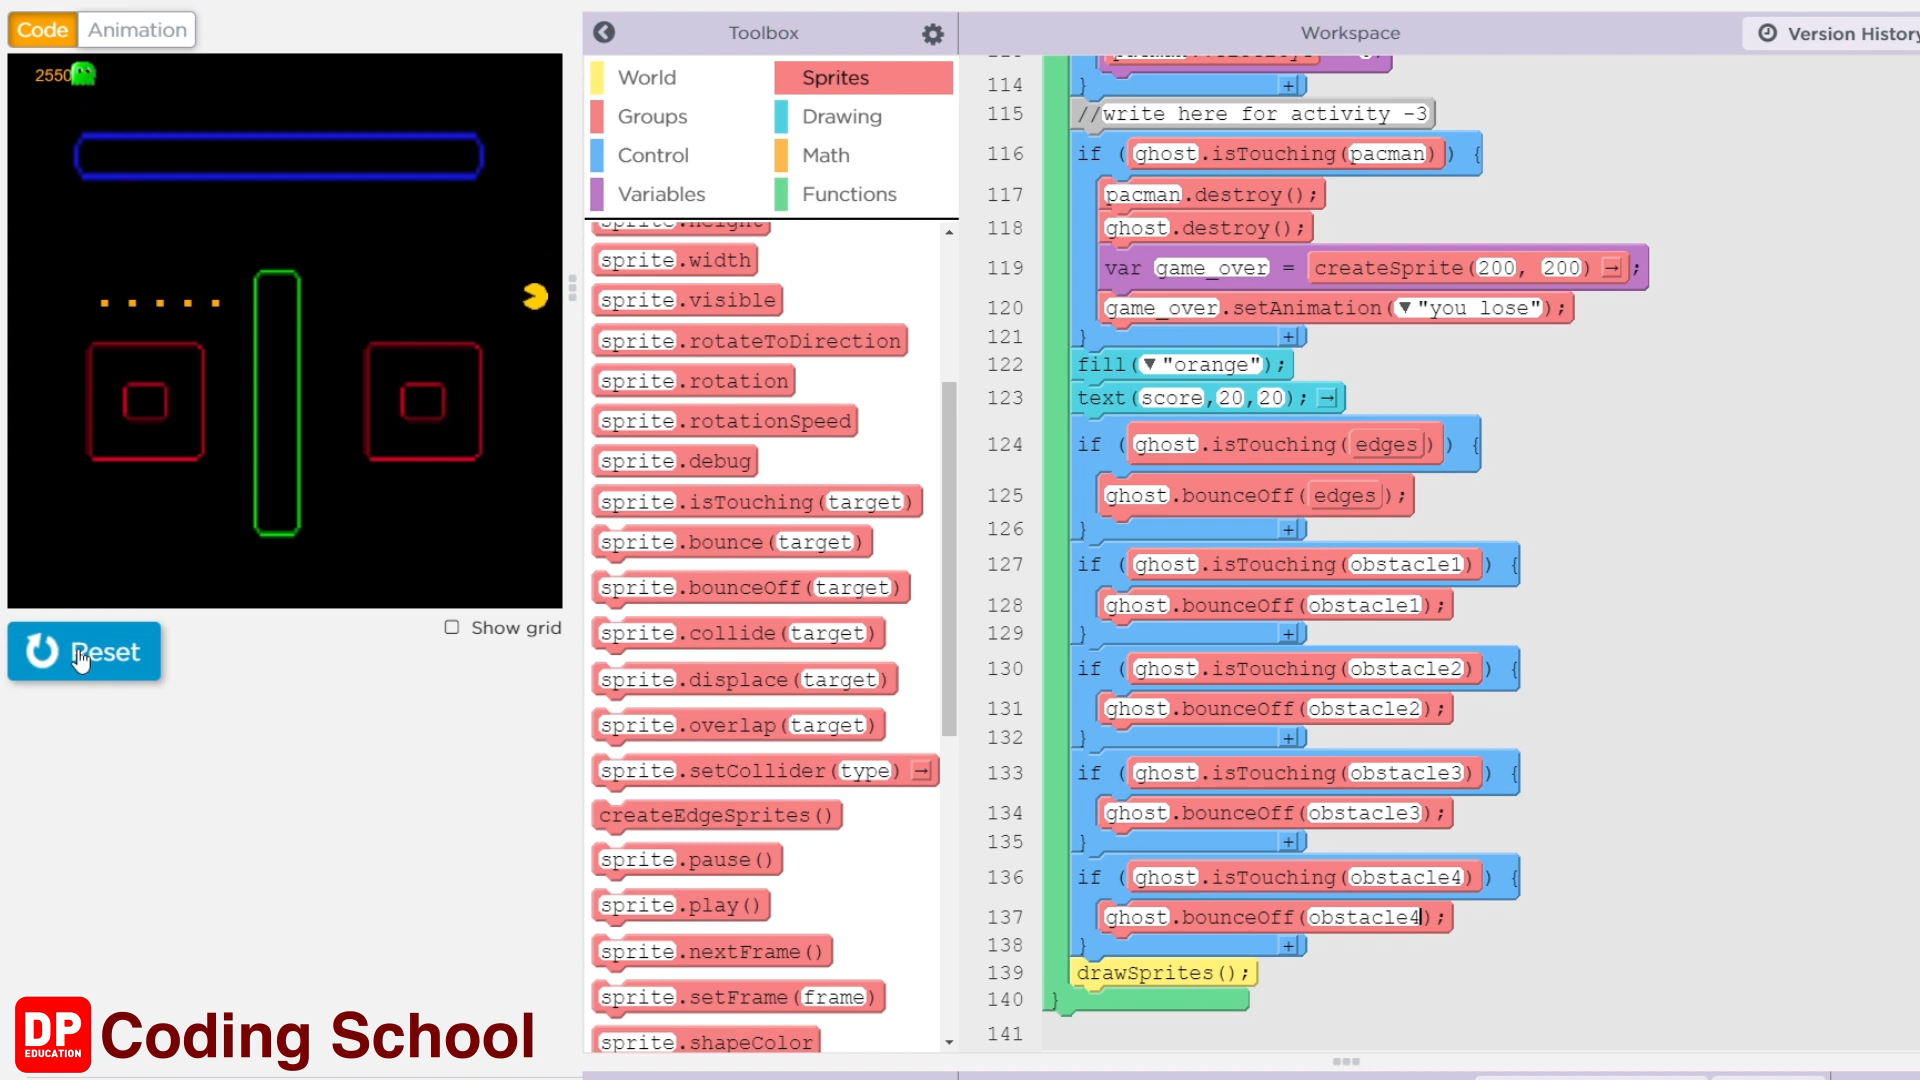 Code Animation
2550
Show grid
Reset
DP
EDUCATION
Coding School
Toolbox
World
Sprites
Groups
Drawing
Control
Math
Variables
Functions
sprite.height
sprite.width
sprite.visible
sprite.rotateToDirection
sprite.rotation
sprite.rotationSpeed
sprite.debug
sprite.isTouching(target)
sprite.bounce(target)
sprite.bounceOff(target)
sprite.collide(target)
sprite.displace(target)
sprite.overlap(target)
sprite.setCollider(type) →
createEdgeSprites()
sprite.pause()
sprite.play()
sprite.nextFrame()
sprite.setFrame(frame)
sprite.shapeColor
Workspace
Version History
114 } +
115 //write here for activity -3
116 if (ghost.isTouching(pacman)) {
117 pacman.destroy();
118 ghost.destroy();
119 var game_over = createSprite(200, 200) → ;
120 game_over.setAnimation(▼"you lose");
121 } +
122 fill(▼"orange");
123 text(score,20,20); →
124 if (ghost.isTouching(edges)) {
125 ghost.bounceOff(edges);
126 } +
127 if (ghost.isTouching(obstacle1)) {
128 ghost.bounceOff(obstacle1);
129 } +
130 if (ghost.isTouching(obstacle2)) {
131 ghost.bounceOff(obstacle2);
132 } +
133 if (ghost.isTouching(obstacle3)) {
134 ghost.bounceOff(obstacle3);
135 } +
136 if (ghost.isTouching(obstacle4)) {
137 ghost.bounceOff(obstacle4);
138 } +
139 drawSprites();
140 }
141